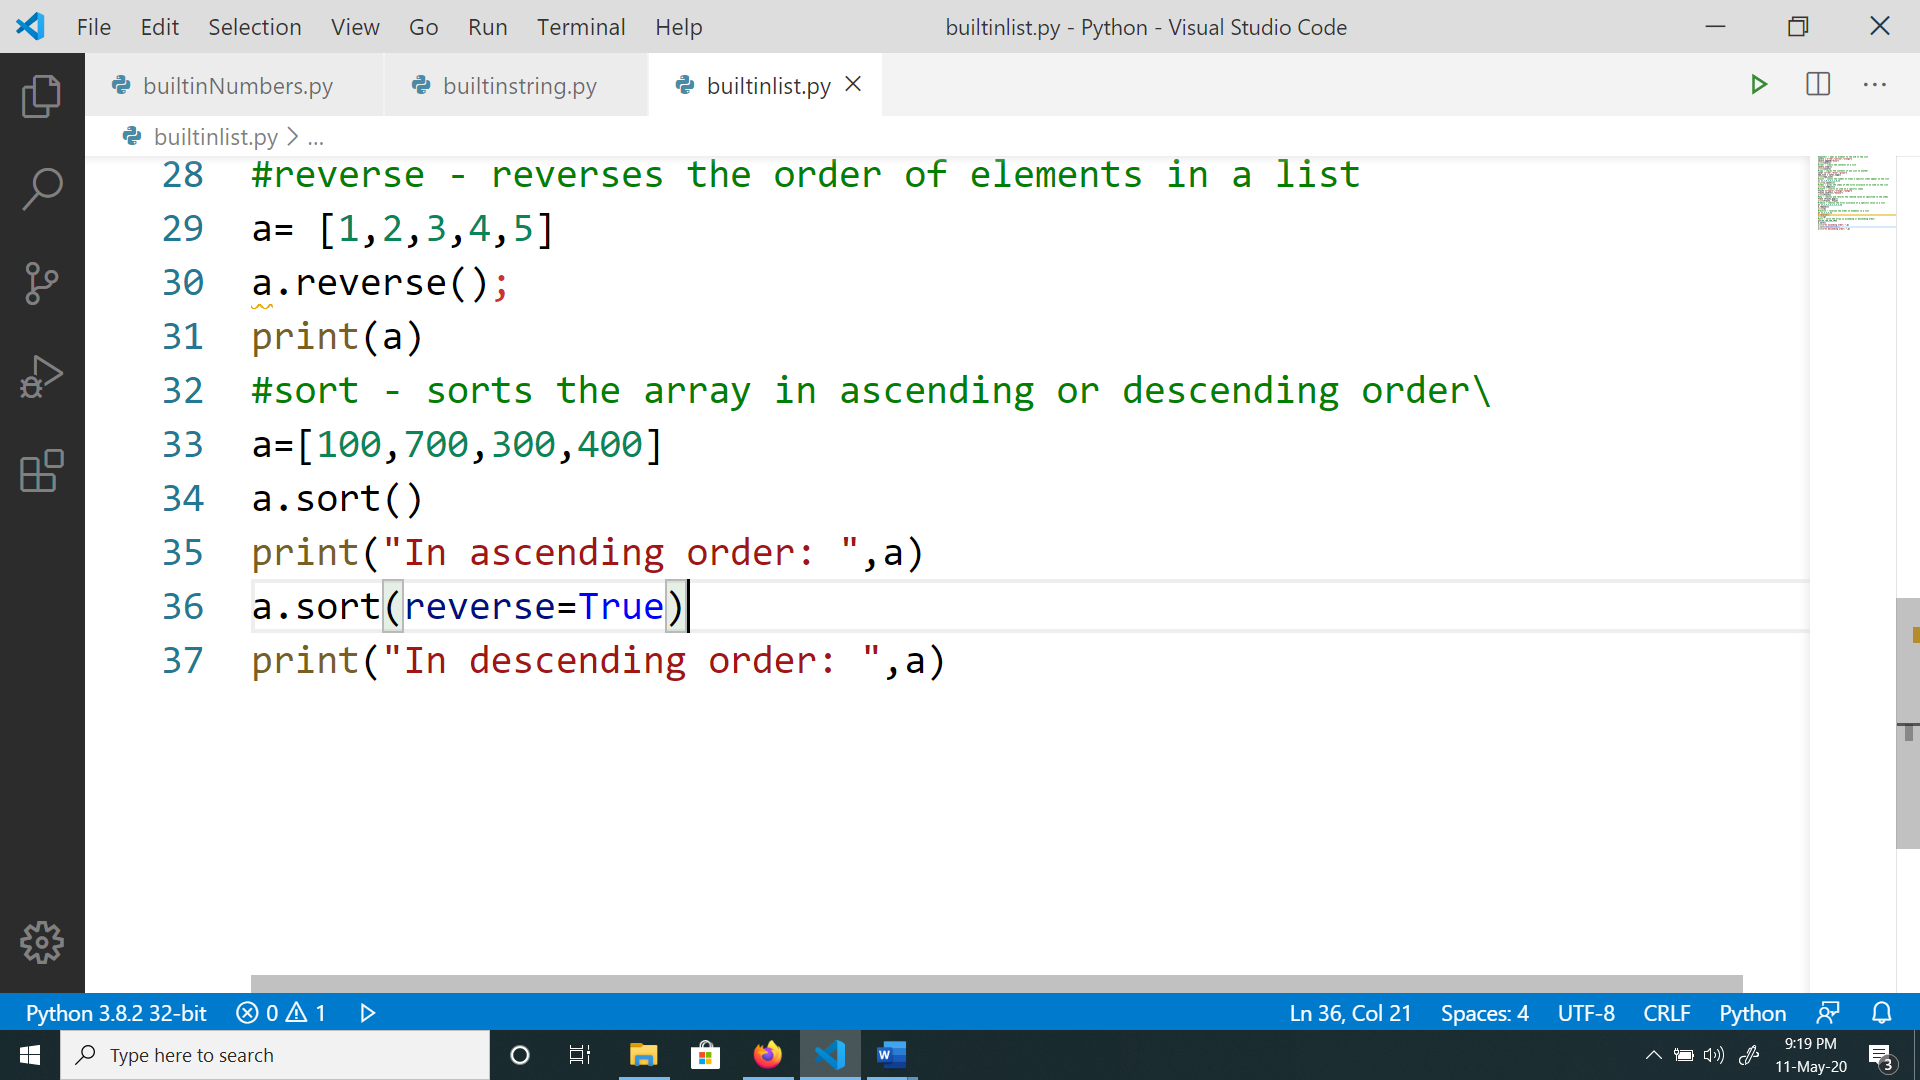 File Edit Selection View Go Run Terminal Help builtinlist.py - Python - Visual Studio Code
builtinNumbers.py builtinstring.py builtinlist.py
builtinlist.py > ...
28 #reverse - reverses the order of elements in a list
29 a= [1,2,3,4,5]
30 a.reverse();
31 print(a)
32 #sort - sorts the array in ascending or descending order\
33 a=[100,700,300,400]
34 a.sort()
35 print("In ascending order: ",a)
36 a.sort(reverse=True)
37 print("In descending order: ",a)
Python 3.8.2 32-bit 0 1 Ln 36, Col 21 Spaces: 4 UTF-8 CRLF Python
Type here to search
9:19 PM
11-May-20
3